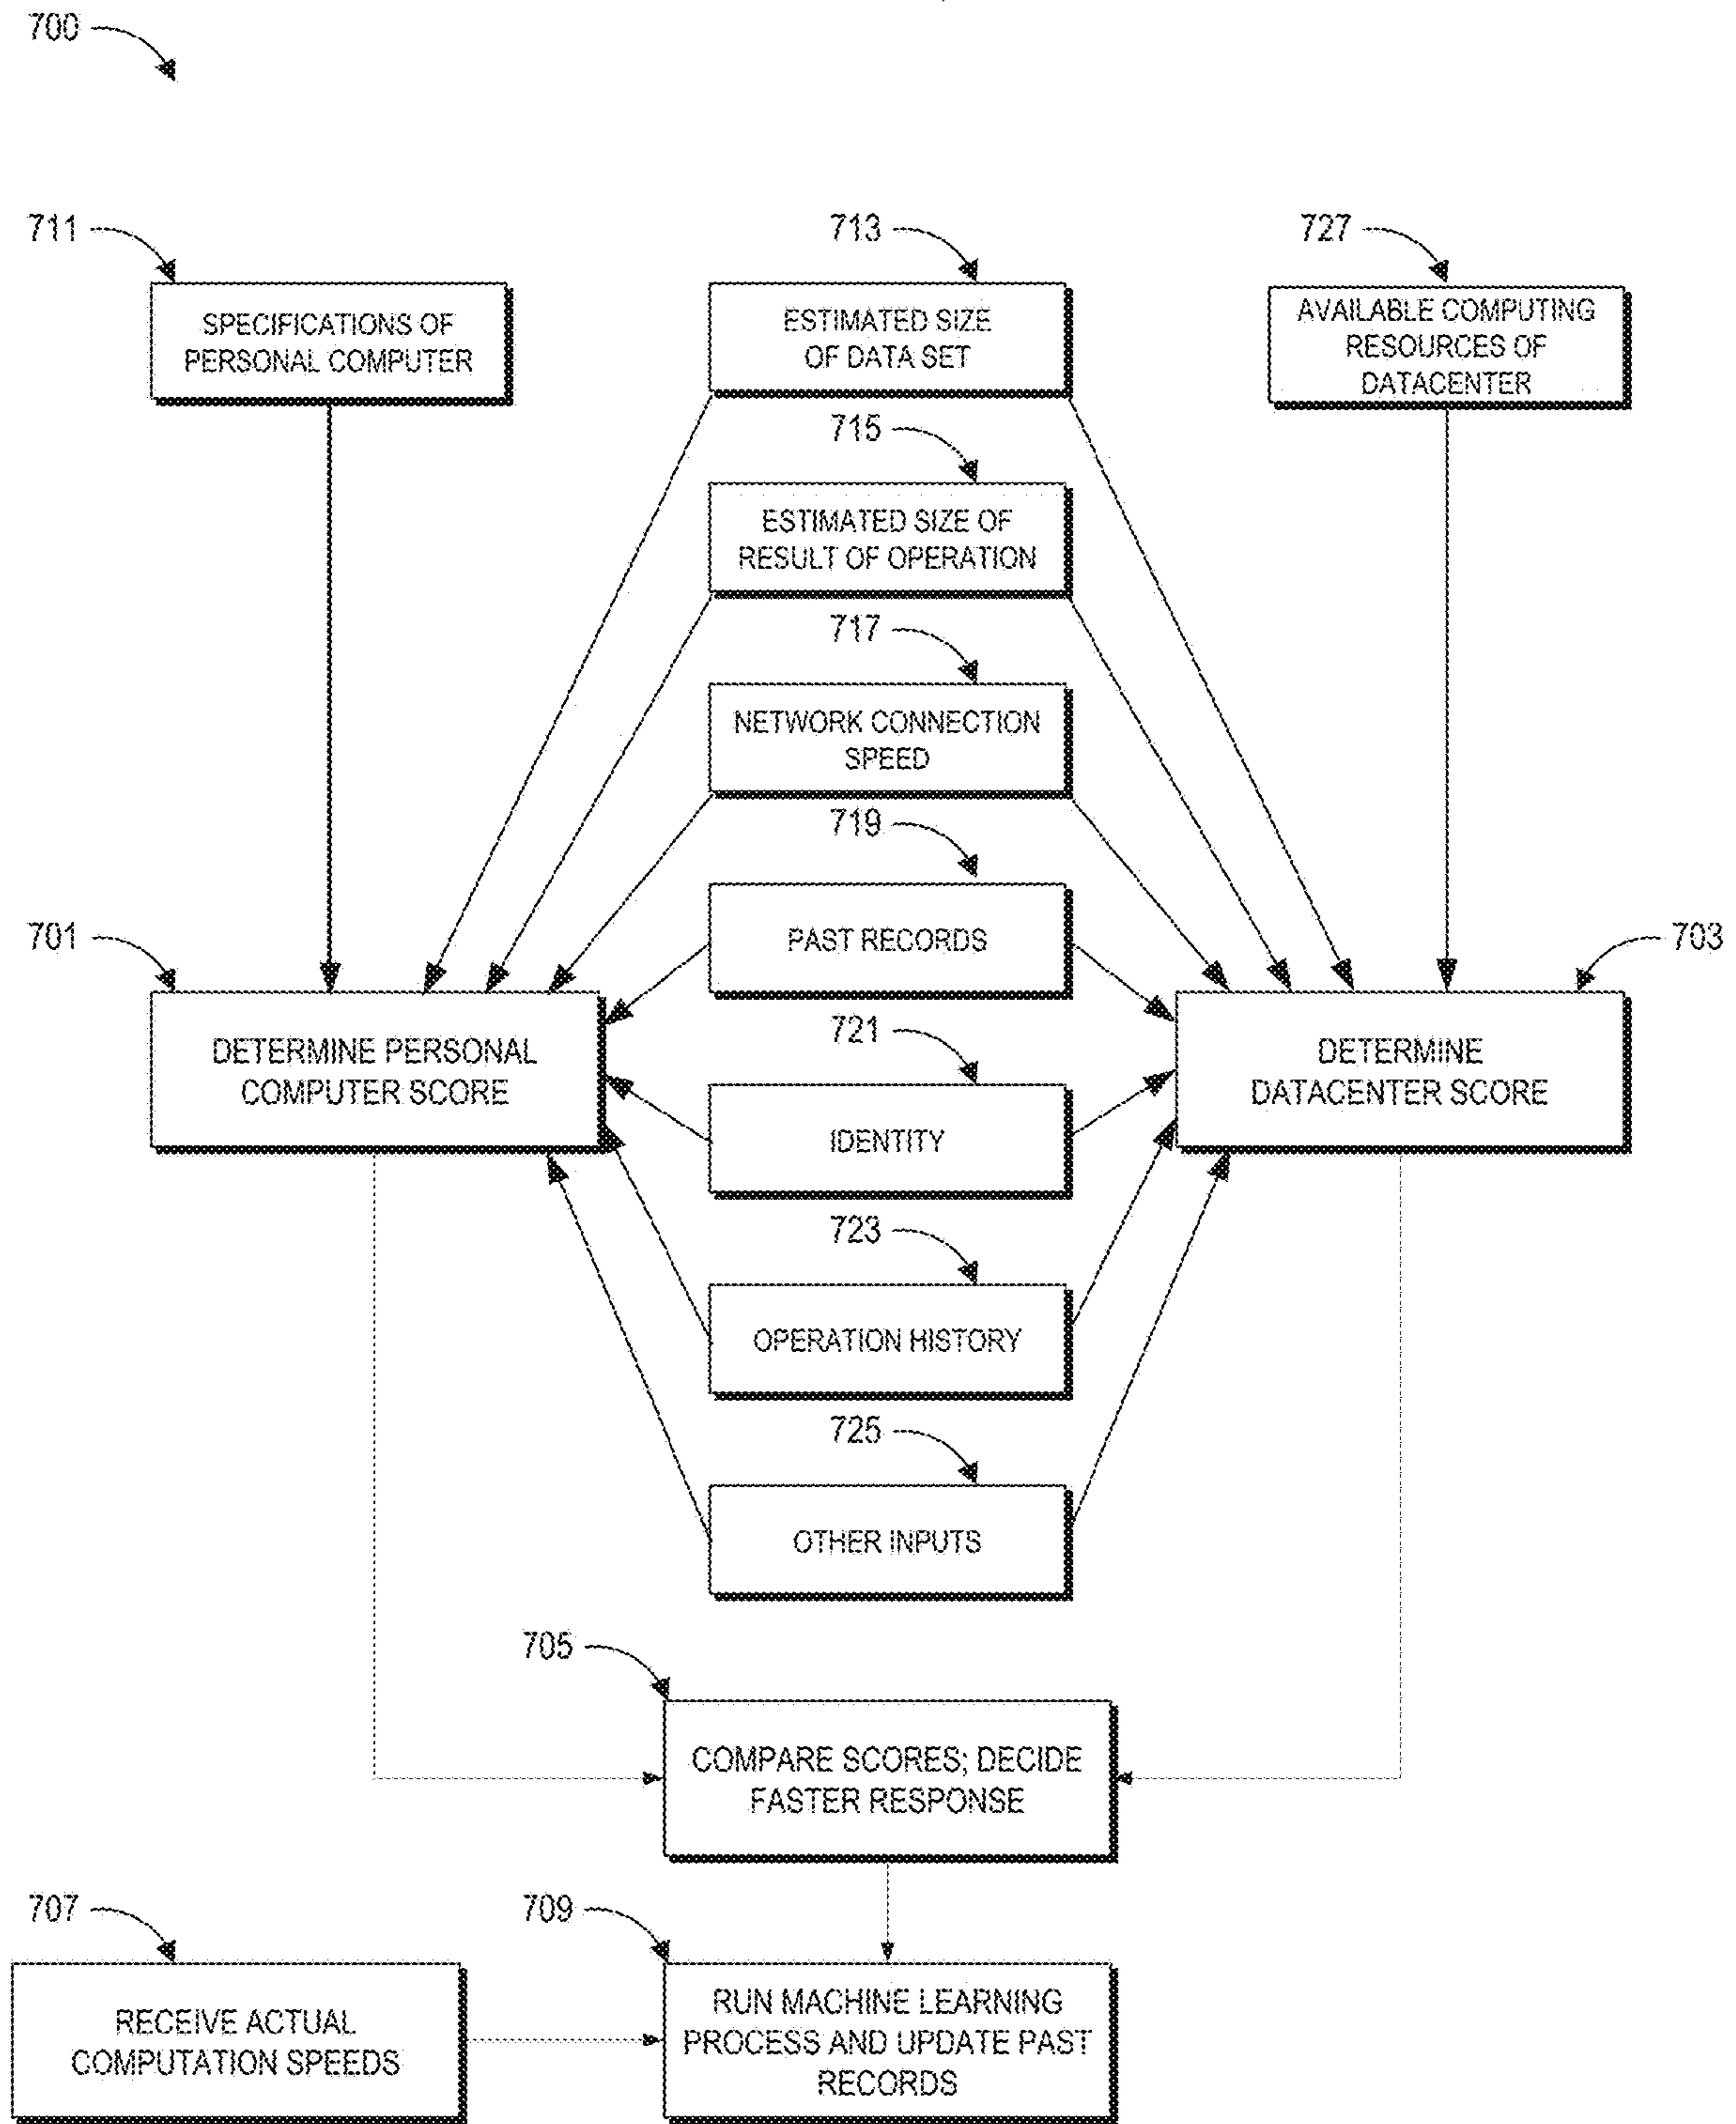 700
711
713
727
SPECIFICATIONS OF
PERSONAL COMPUTER
ESTIMATED SIZE
OF DATA SET
AVAILABLE COMPUTING
RESOURCES OF
DATACENTER
715
ESTIMATED SIZE OF
RESULT OF OPERATION
717
NETWORK CONNECTION
SPEED
719
PAST RECORDS
701
703
DETERMINE PERSONAL
COMPUTER SCORE
DETERMINE
DATACENTER SCORE
721
IDENTITY
723
OPERATION HISTORY
725
OTHER INPUTS
705
COMPARE SCORES; DECIDE
FASTER RESPONSE
707
709
RECEIVE ACTUAL
COMPUTATION SPEEDS
RUN MACHINE LEARNING
PROCESS AND UPDATE PAST
RECORDS